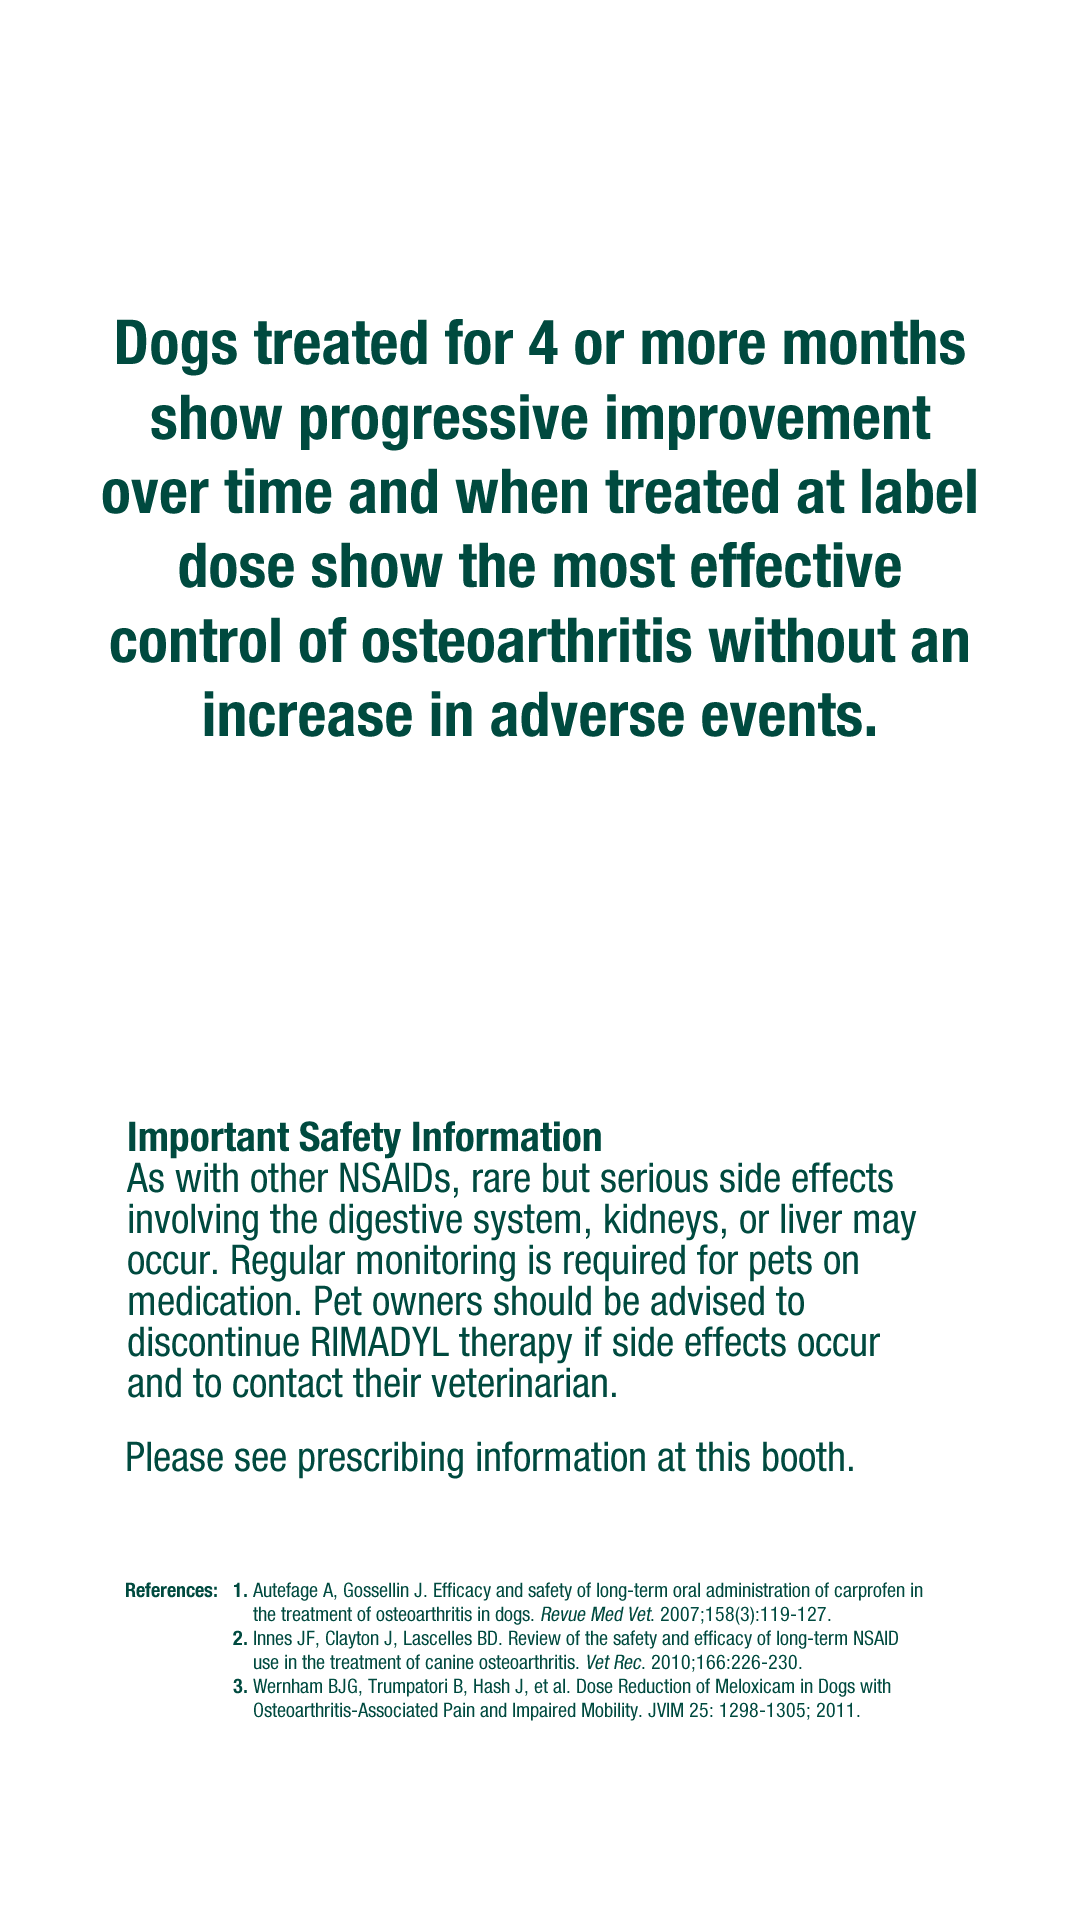 Dogs treated for 4 or more months
show progressive improvement
over time and when treated at label
dose show the most effective
control of osteoarthritis without an
increase in adverse events.
Important Safety Information
As with other NSAIDs, rare but serious side effects
involving the digestive system, kidneys, or liver may
occur. Regular monitoring is required for pets on
medication. Pet owners should be advised to
discontinue RIMADYL therapy if side effects occur
and to contact their veterinarian.
Please see prescribing information at this booth.
References: 1. Autefage A, Gossellin J. Efficacy and safety of long-term oral administration of carprofen in
the treatment of osteoarthritis in dogs. Revue Med Vet. 2007;158(3):119-127.
2. Innes JF, Clayton J, Lascelles BD. Review of the safety and efficacy of long-term NSAID
use in the treatment of canine osteoarthritis. Vet Rec. 2010;166:226-230.
3. Wernham BJG, Trumpatori B, Hash J, et al. Dose Reduction of Meloxicam in Dogs with
Osteoarthritis-Associated Pain and Impaired Mobility. JVIM 25: 1298-1305; 2011.